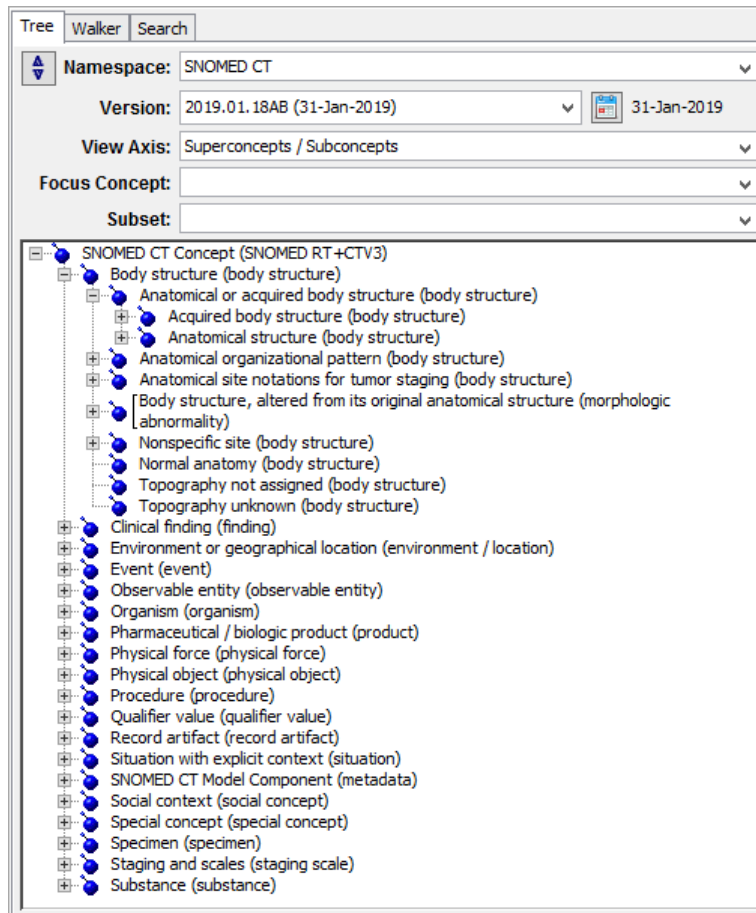 Tree Walker Search
Namespace: SNOMED CT
Version: 2019.01.18AB (31-Jan-2019) 31-Jan-2019
View Axis: Superconcepts / Subconcepts
Focus Concept:
Subset:
SNOMED CT Concept (SNOMED RT+CTV3)
Body structure (body structure)
Anatomical or acquired body structure (body structure)
Acquired body structure (body structure)
Anatomical structure (body structure)
Anatomical organizational pattern (body structure)
Anatomical site notations for tumor staging (body structure)
Body structure, altered from its original anatomical structure (morphologic
abnormality)
Nonspecific site (body structure)
Normal anatomy (body structure)
Topography not assigned (body structure)
Topography unknown (body structure)
Clinical finding (finding)
Environment or geographical location (environment / location)
Event (event)
Observable entity (observable entity)
Organism (organism)
Pharmaceutical / biologic product (product)
Physical force (physical force)
Physical object (physical object)
Procedure (procedure)
Qualifier value (qualifier value)
Record artifact (record artifact)
Situation with explicit context (situation)
SNOMED CT Model Component (metadata)
Social context (social concept)
Special concept (special concept)
Specimen (specimen)
Staging and scales (staging scale)
Substance (substance)